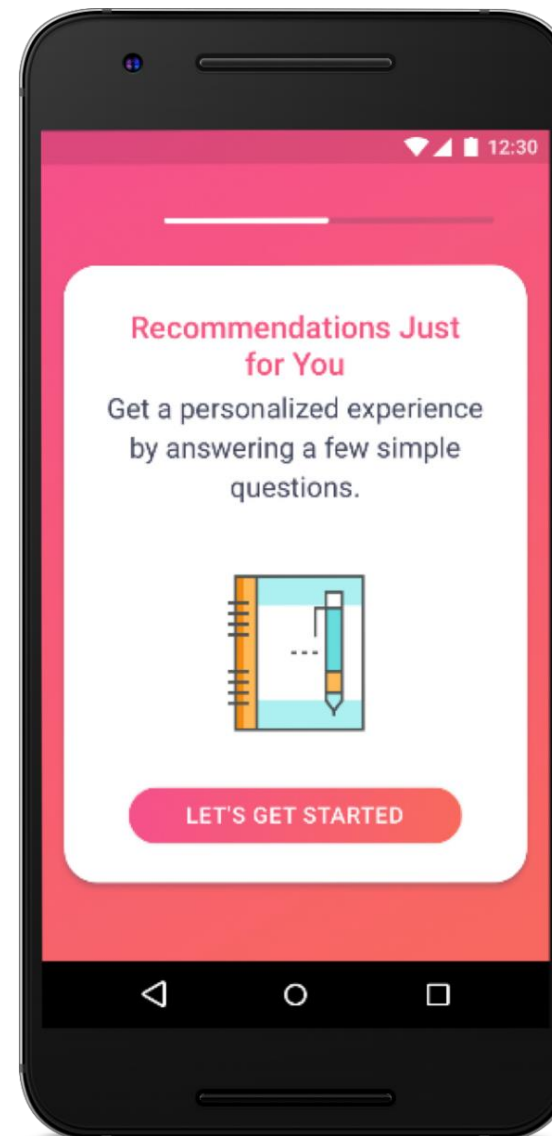 12:30
Recommendations Just
for You
Get a personalized experience
by answering a few simple
questions.
LET'S GET STARTED